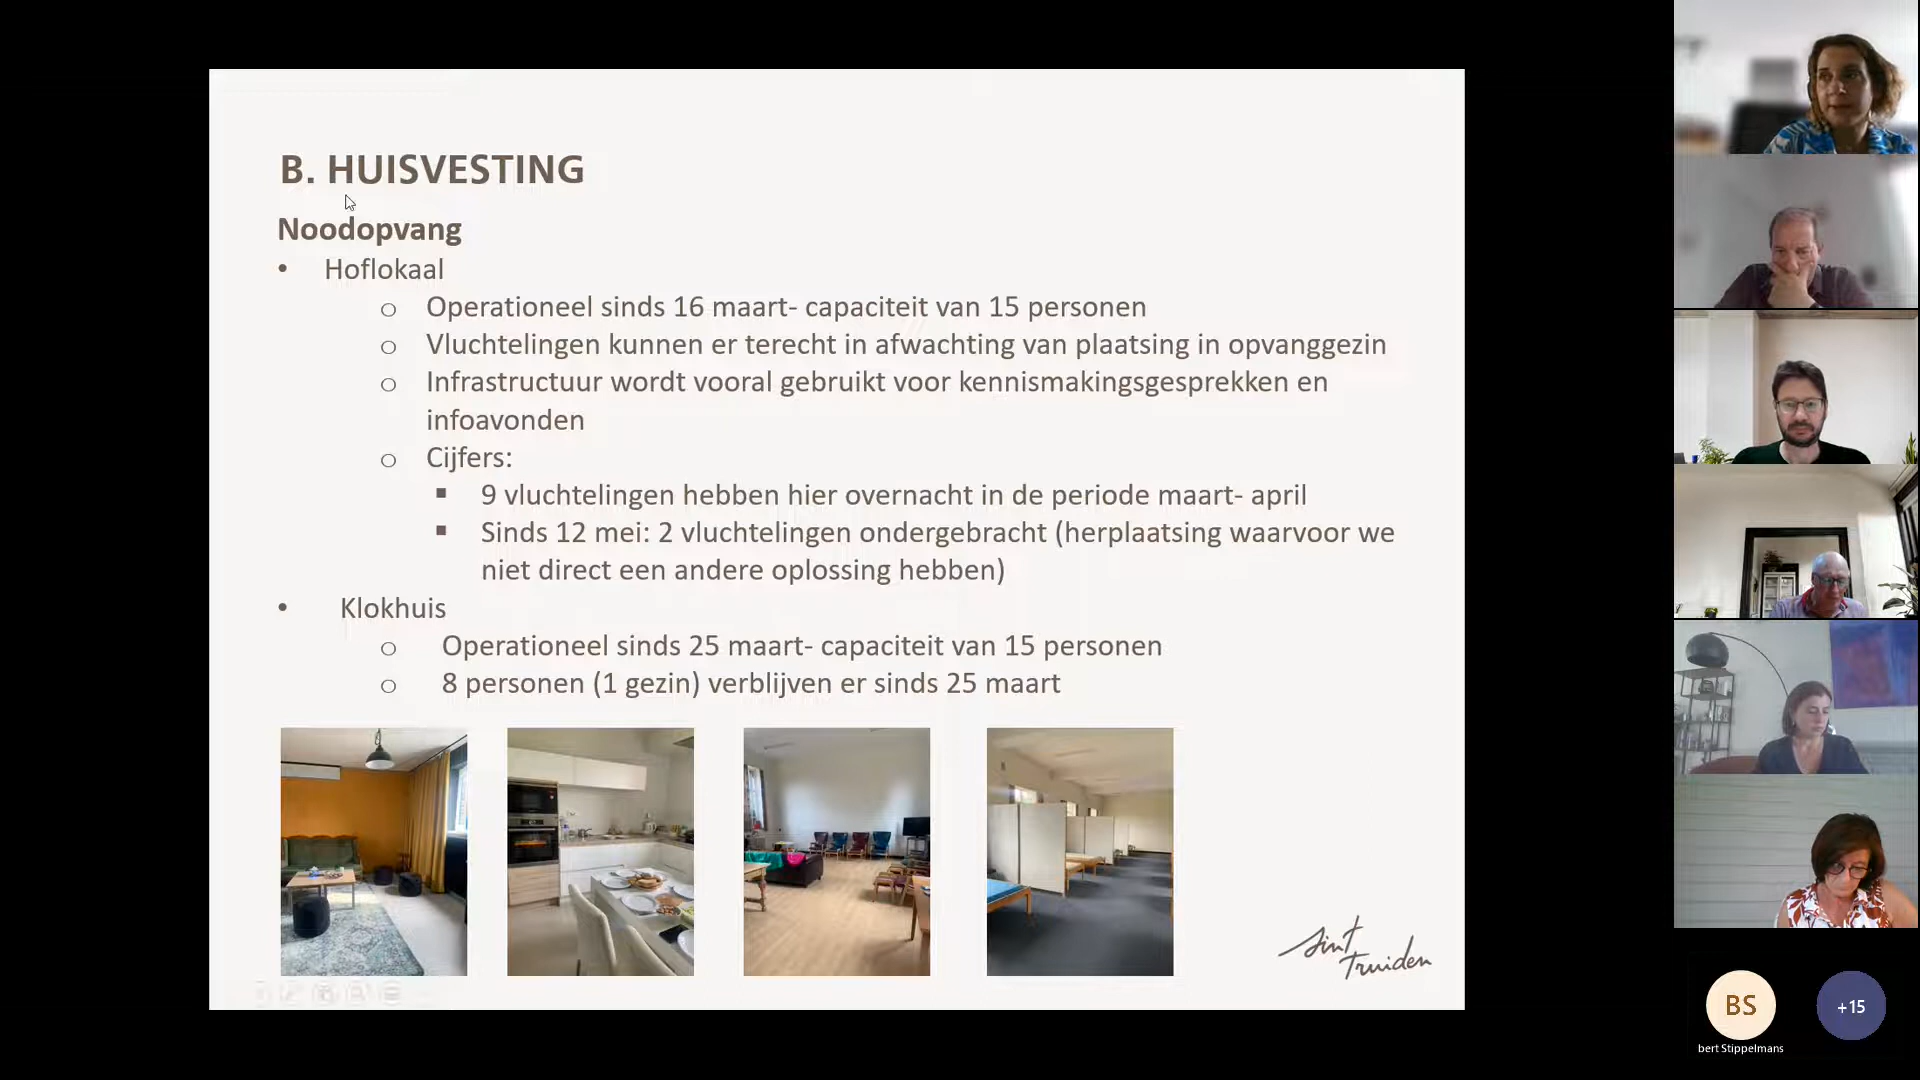 B. HUISVESTING
Noodopvang
• Hoflokaal
o Operationeel sinds 16 maart- capaciteit van 15 personen
o Vluchtelingen kunnen er terecht in afwachting van plaatsing in opvanggezin
o Infrastructuur wordt vooral gebruikt voor kennismakingsgesprekken en
infoavonden
o Cijfers:
▪ 9 vluchtelingen hebben hier overnacht in de periode maart- april
▪ Sinds 12 mei: 2 vluchtelingen ondergebracht (herplaatsing waarvoor we
niet direct een andere oplossing hebben)
• Klokhuis
o Operationeel sinds 25 maart- capaciteit van 15 personen
o 8 personen (1 gezin) verblijven er sinds 25 maart
Sint
Truiden
BS
+15
bert Stippelmans